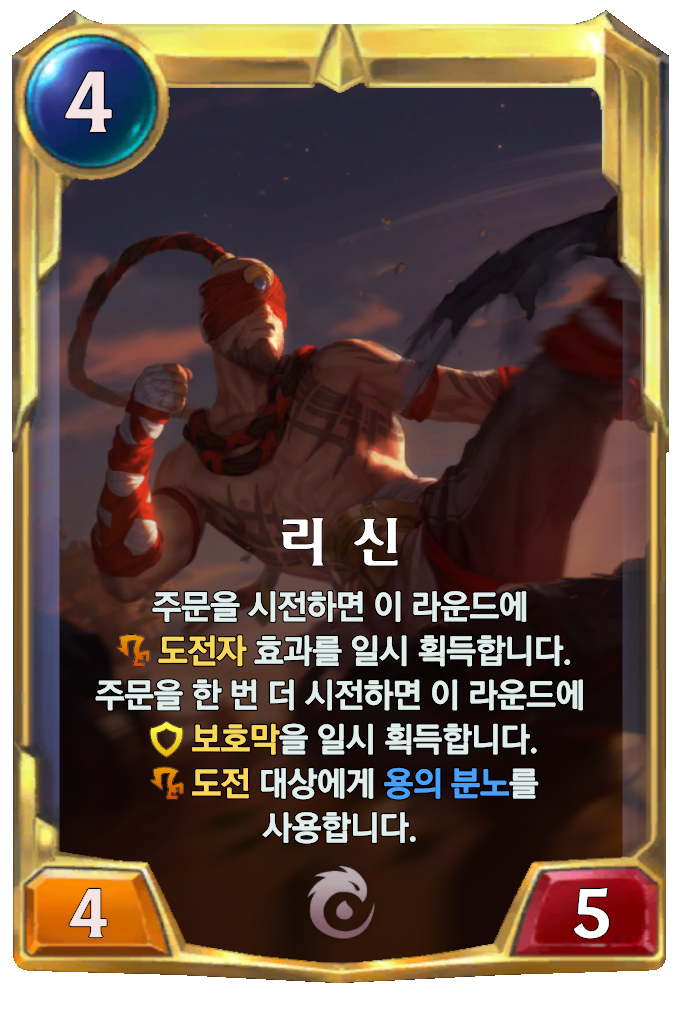 4
리 신
주문을 시전하면 이 라운드에
도전자 효과를 일시 획득합니다.
주문을 한 번 더 시전하면 이 라운드에
보호막을 일시 획득합니다.
도전 대상에게 용의 분노를
사용합니다.
4
5